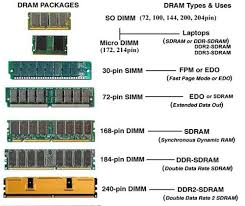 DRAM PACKAGES
DRAM Types & Uses
SO DIMM
(72, 100, 144, 200, 204pin)
Laptops
(SDRAM or DDR-SDRAM)
DDR2-SDRAM
DDR3-SDRAM
Micro DIMM
(172, 214pin)
30-pin SIMM
FPM or EDO
(Fast Page Mode or EDO)
72-pin SIMM
EDO or
(Extended Data Out)
168-pin DIMM
SDRAM
(Synchronous Dynamic RAM)
184-pin DIMM
DDR-SDRAM
(Double Data Rate SDRAM)
240-pin DIMM
DDR2-SDRAM
(Double Data Rate 2 SDRAM)